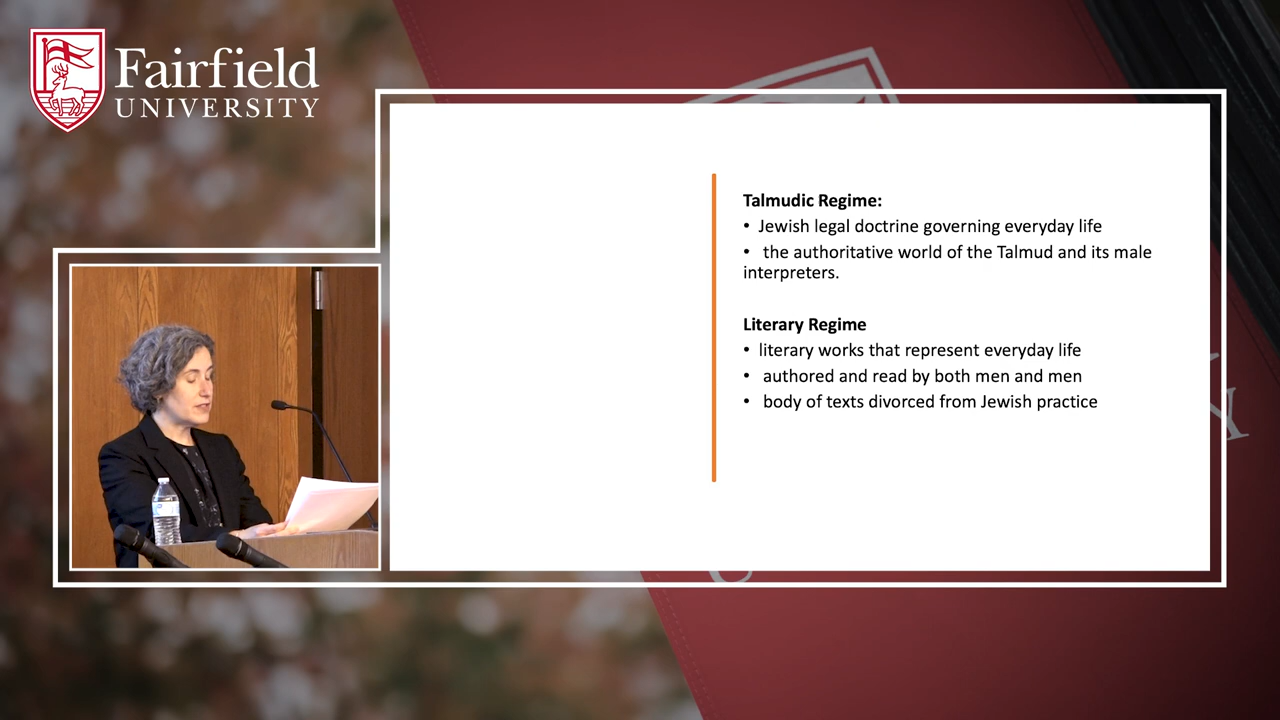 Fairfield
UNIVERSITY
Talmudic Regime:
• Jewish legal doctrine governing everyday life
• the authoritative world of the Talmud and its male
interpreters.
Literary Regime
• literary works that represent everyday life
• authored and read by both men and men
• body of texts divorced from Jewish practice
Y